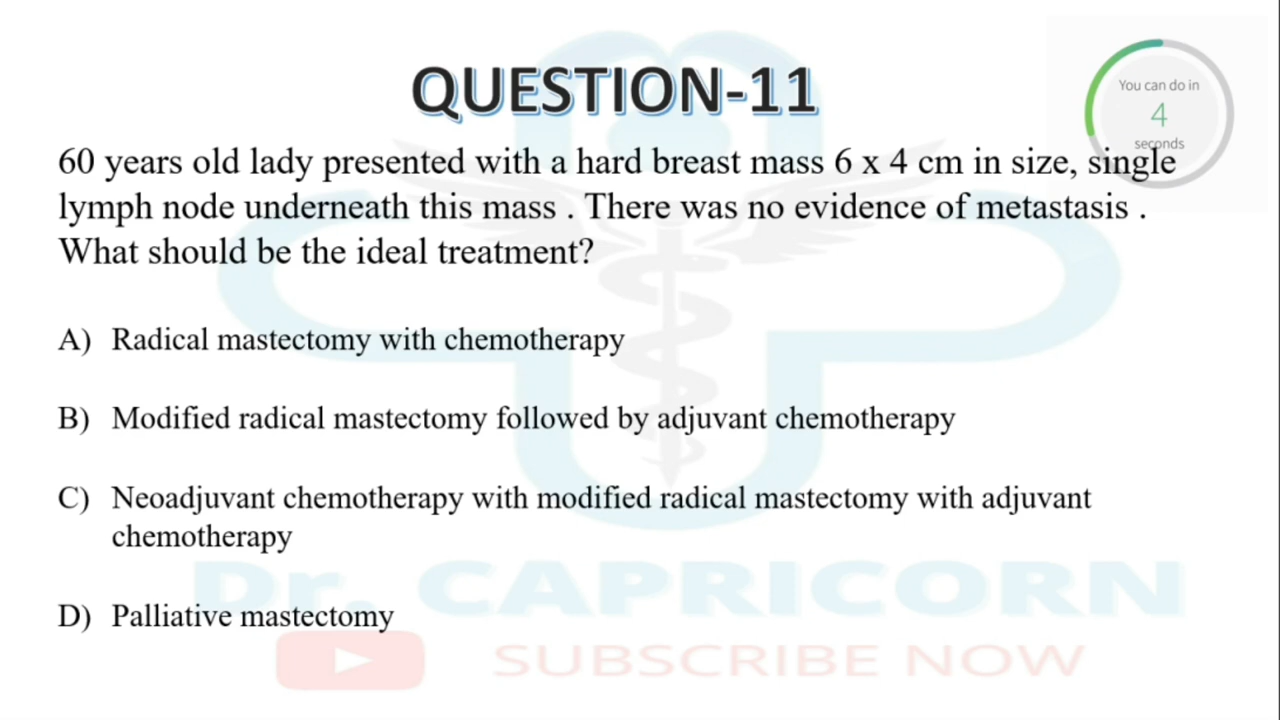 QUESTION-11
You can do in
4
seconds
60 years old lady presented with a hard breast mass 6 x 4 cm in size, single
lymph node underneath this mass . There was no evidence of metastasis .
What should be the ideal treatment?
A) Radical mastectomy with chemotherapy
B) Modified radical mastectomy followed by adjuvant chemotherapy
C) Neoadjuvant chemotherapy with modified radical mastectomy with adjuvant
chemotherapy
D) Palliative mastectomy
Dr. CAPRICORN
SUBSCRIBE NOW